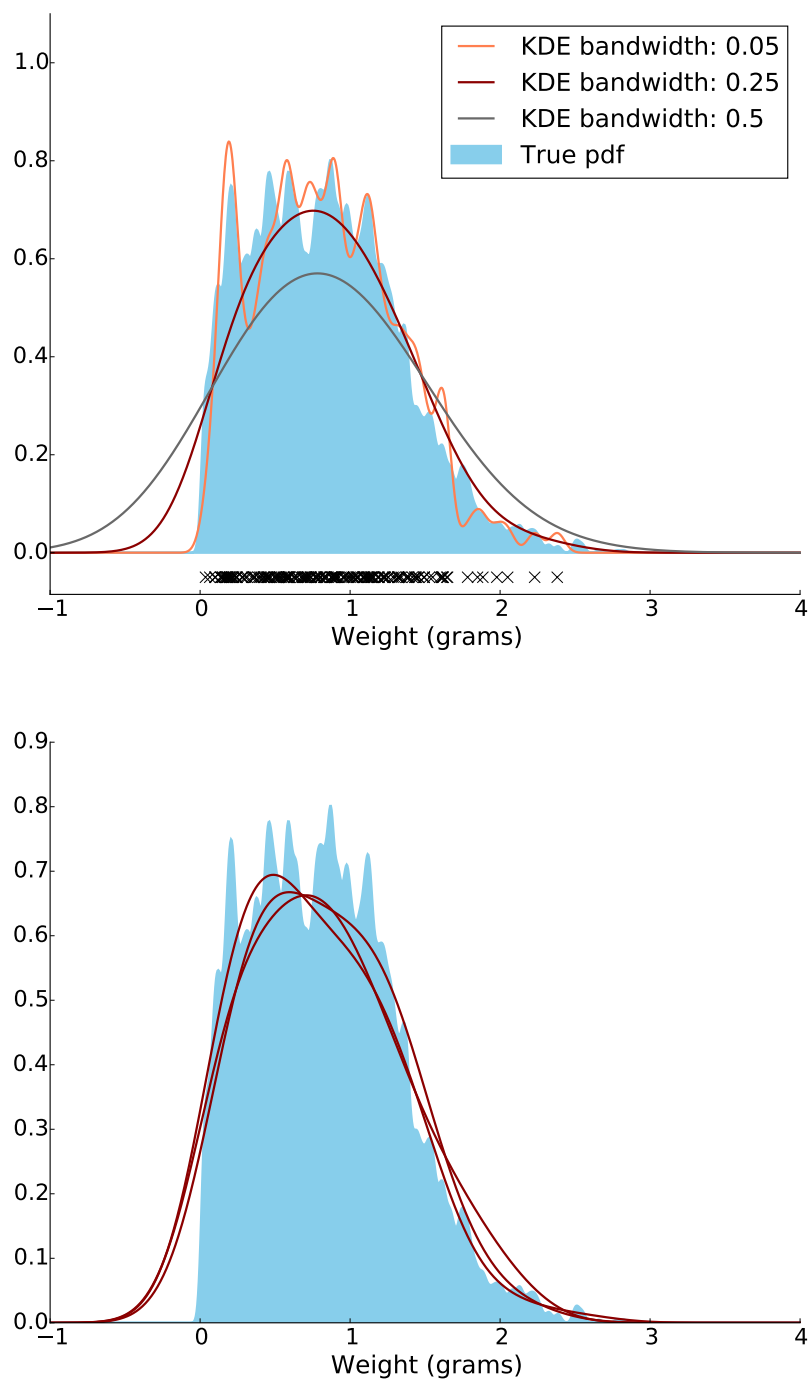 KDE bandwidth: 0.05
KDE bandwidth: 0.25
KDE bandwidth: 0.5
True pdf
1.0
0.8
0.6
0.4
0.2
0.0
−1 0 1 2 3 4
Weight (grams)
0.9
0.8
0.7
0.6
0.5
0.4
0.3
0.2
0.1
0.0
−1 0 1 2 3 4
Weight (grams)